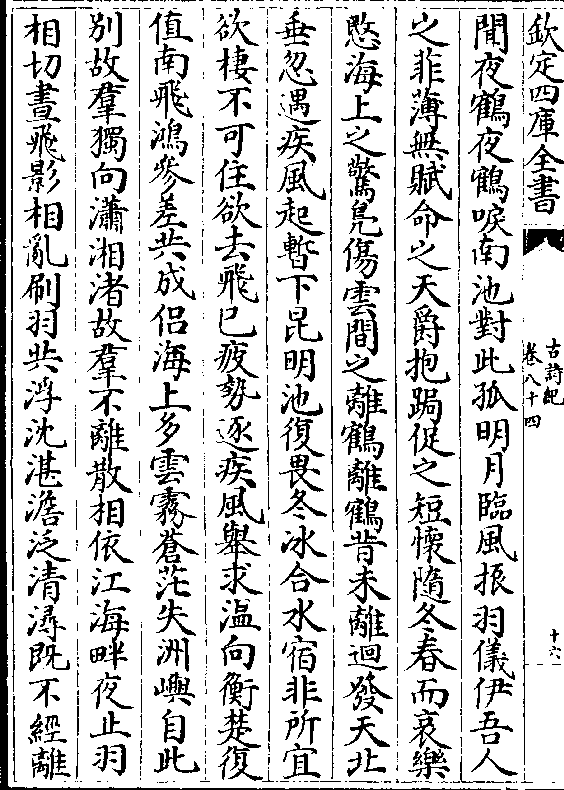 欽定四庫全書
古詩紀
卷八十四
十六
聞夜鶴夜鶴唳南池對此孤明月臨風振羽儀伊吾人
之菲薄無賦命之天爵抱跼促之短懷隨冬春而哀樂
愍海上之驚凫傷雲間之離鶴離鶴昔未離迴發天北
垂忽遇疾風起暫下昆明池復畏冬冰合水宿非所宜
欲棲不可住欲去飛已疲勢逐疾風舉求溫向衡楚復
值南飛鴻參差共成侶海上多雲霧蒼茫失洲嶼自此
別故羣獨向瀟湘渚故羣不離散相依江海畔夜止羽
相切晝飛影相亂刷羽共浮沈湛澹泛清潯既不經離